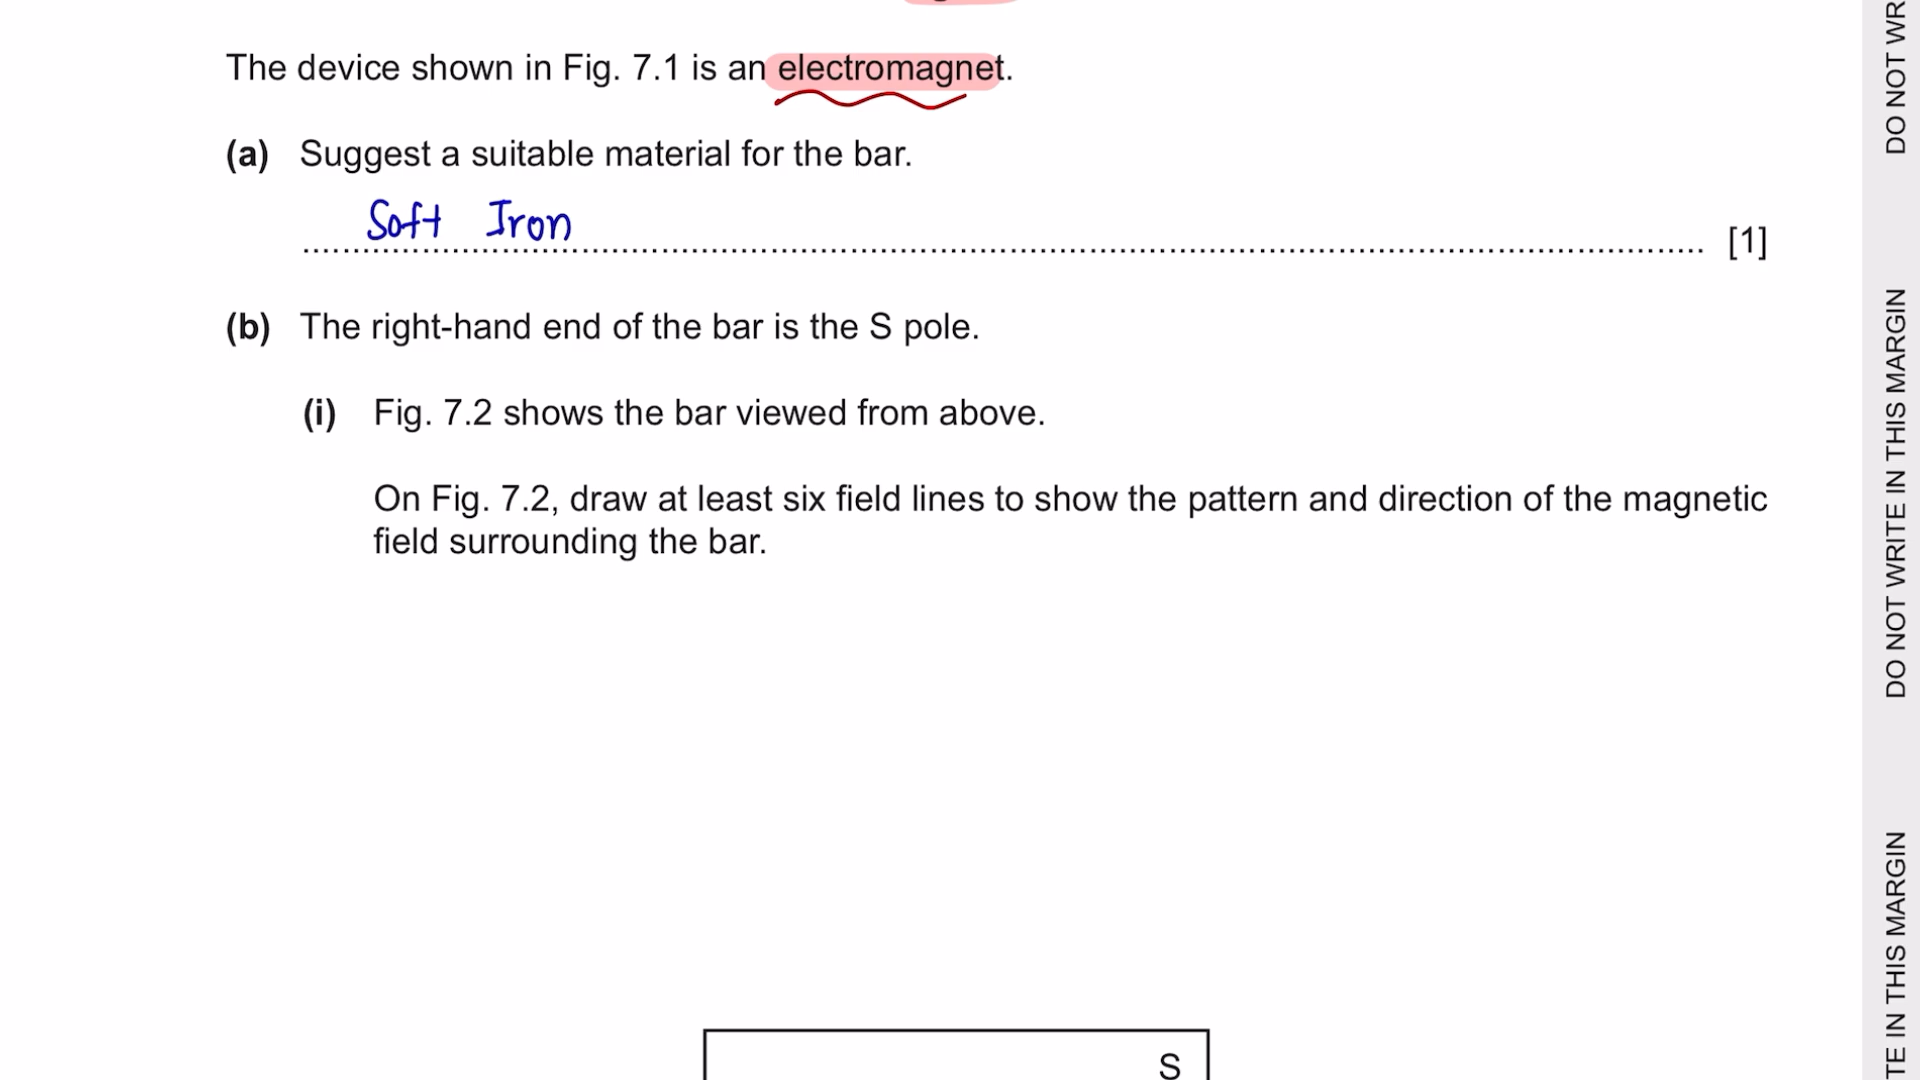 The device shown in Fig. 7.1 is an electromagnet.
(a) Suggest a suitable material for the bar.
Soft Iron
[1]
(b) The right-hand end of the bar is the S pole.
(i) Fig. 7.2 shows the bar viewed from above.
On Fig. 7.2, draw at least six field lines to show the pattern and direction of the magnetic
field surrounding the bar.
S
DO NOT WR
DO NOT WRITE IN THIS MARGIN
TE IN THIS MARGIN